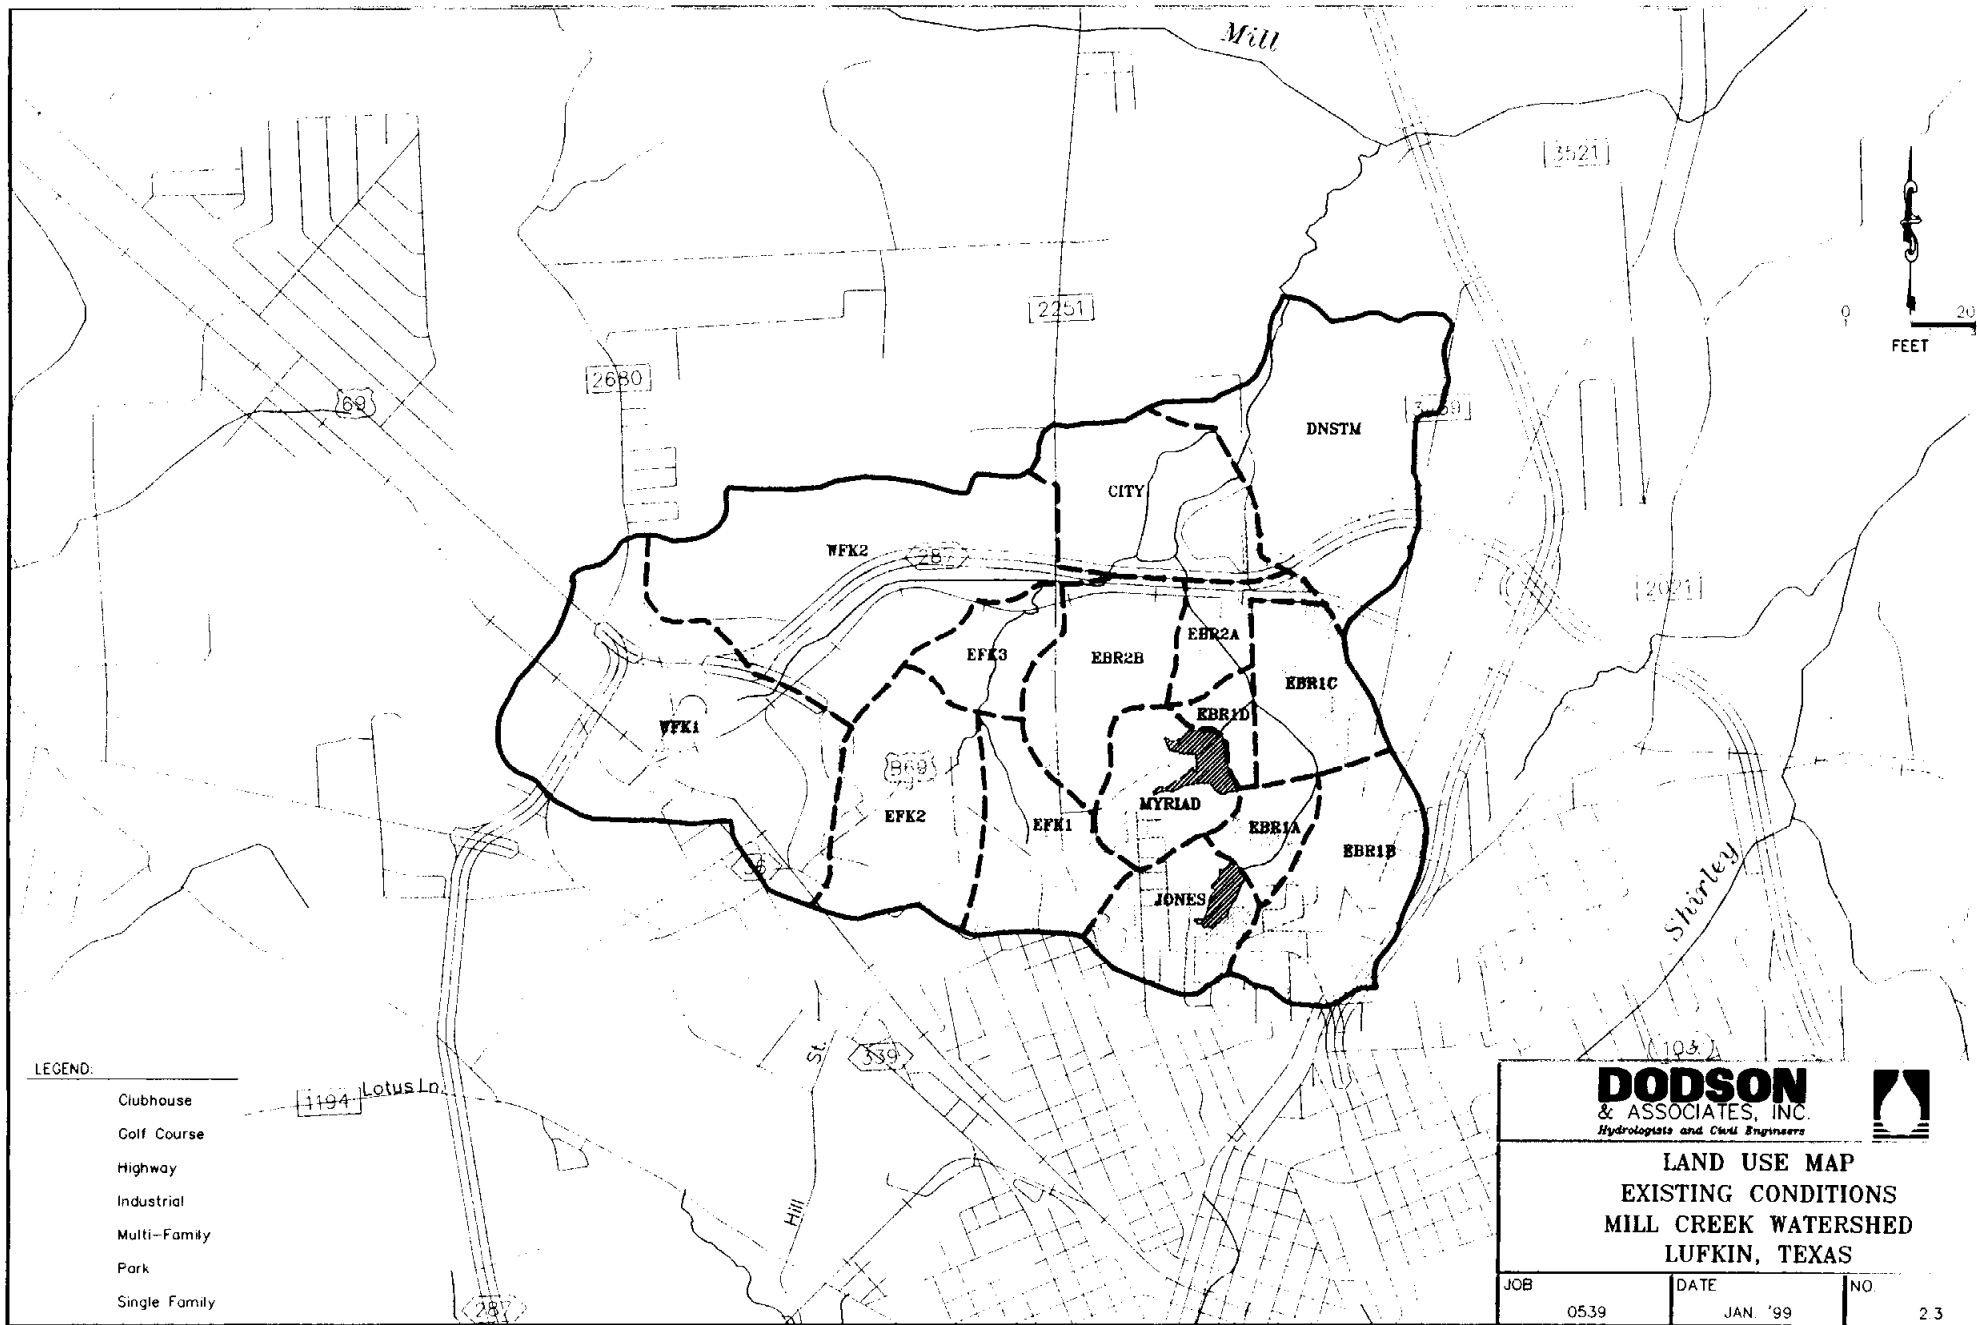 Mill
3521
0 20
FEET
2251
2680
69
DNSTM
CITY
WFK2
287
2021
EBR2A
EFK3
EBR2B
EBR1C
WFK1
EBR1D
B69
MYRIAD
EFK2
EFK1
EBR1A
EBR1B
JONES
Shirley
St.
339
103
LEGEND:
Clubhouse
Golf Course
Highway
Industrial
Multi-Family
Park
Single Family
1194 Lotus Ln.
Hill
287
DODSON
& ASSOCIATES, INC.
Hydrologists and Civil Engineers
LAND USE MAP
EXISTING CONDITIONS
MILL CREEK WATERSHED
LUFKIN, TEXAS
JOB DATE NO.
0539 JAN. '99 2.3